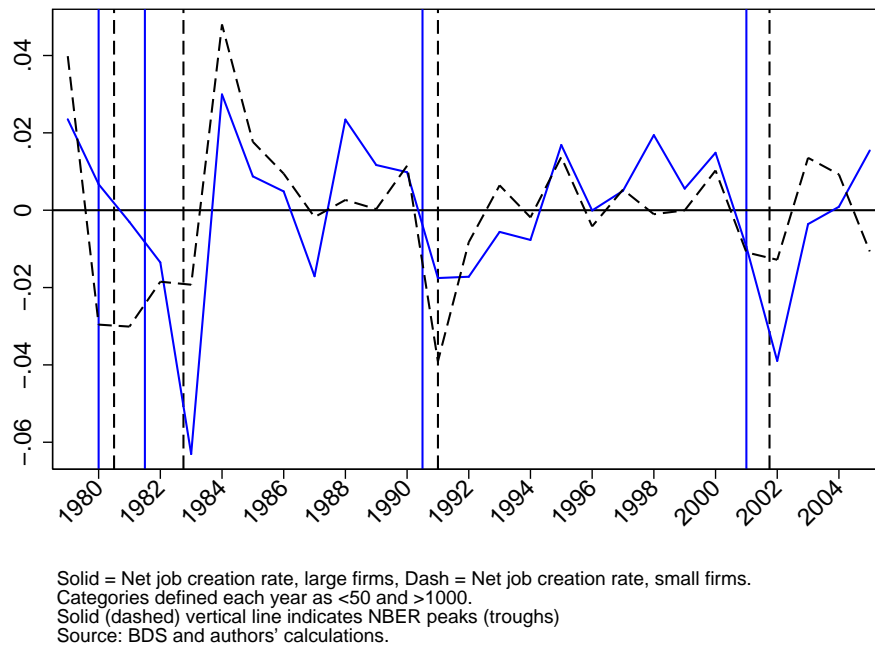 .04
.02
0
-.02
-.04
-.06
1980 1982 1984 1986 1988 1990 1992 1994 1996 1998 2000 2002 2004
Solid = Net job creation rate, large firms, Dash = Net job creation rate, small firms.
Categories defined each year as <50 and >1000.
Solid (dashed) vertical line indicates NBER peaks (troughs)
Source: BDS and authors' calculations.